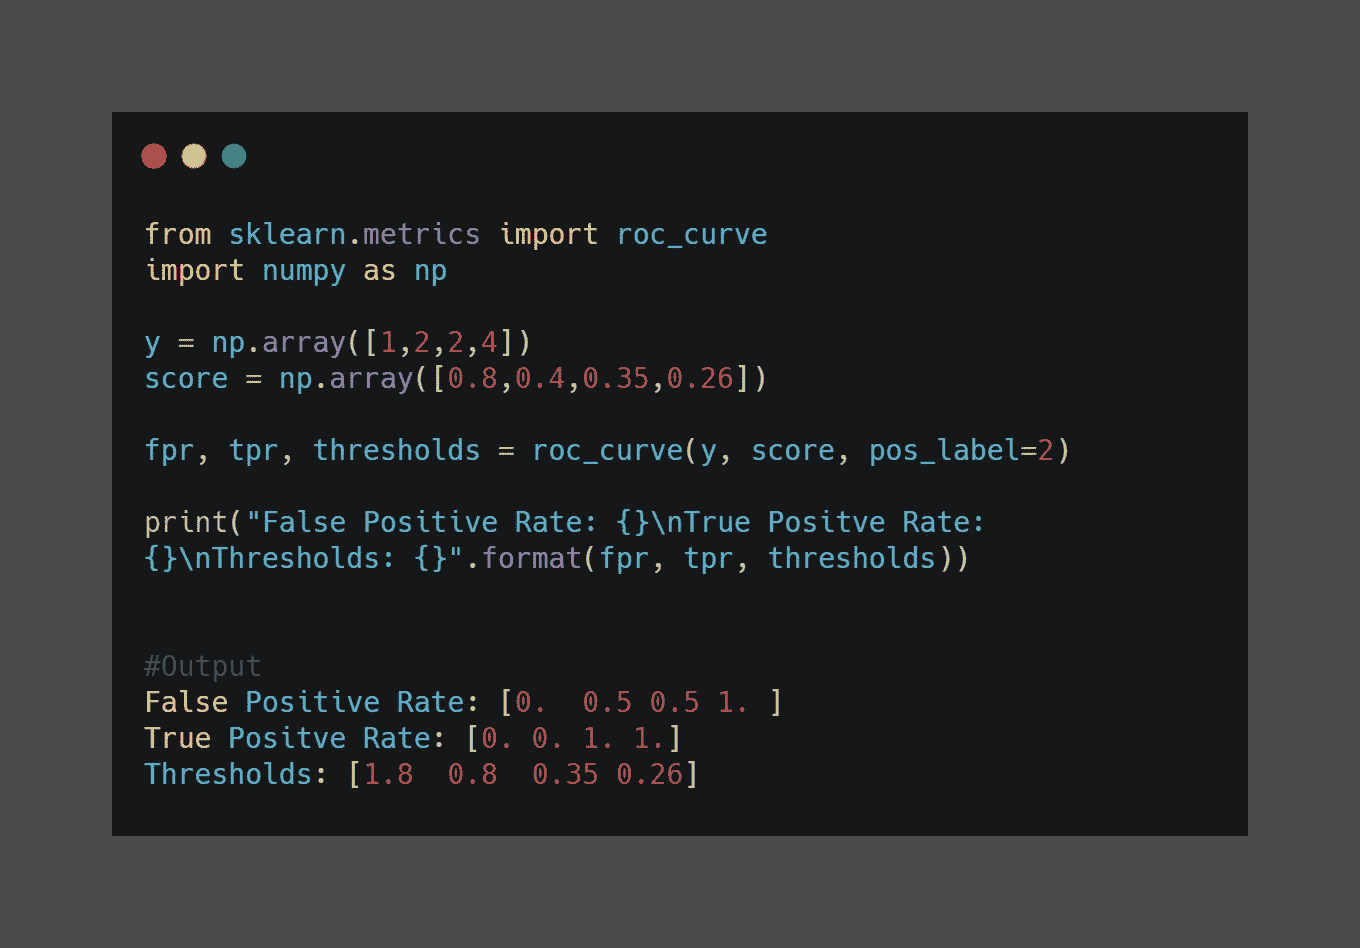 from sklearn.metrics import roc_curve
import numpy as np
y = np.array([1,2,2,4])
score = np.array([0.8,0.4,0.35,0.26])
fpr, tpr, thresholds = roc_curve(y, score, pos_label=2)
print("False Positive Rate: {}\nTrue Positve Rate:
{}\nThresholds: {}".format(fpr, tpr, thresholds))
#Output
False Positive Rate: [0.  0.5 0.5 1. ]
True Positve Rate: [0. 0. 1. 1.]
Thresholds: [1.8  0.8  0.35 0.26]